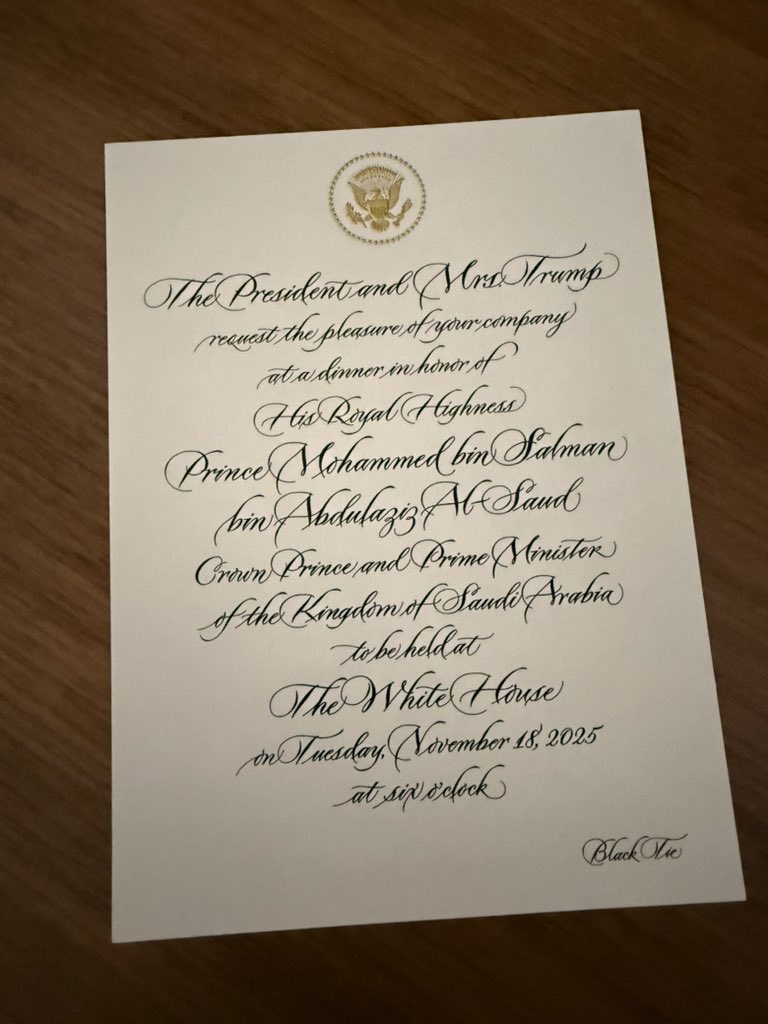 The President and Mrs. Trump
request the pleasure of your company
at a dinner in honor of
His Royal Highness
Prince Mohammed bin Salman
bin Abdulaziz Al-Saud
Crown Prince and Prime Minister
of the Kingdom of Saudi Arabia
to be held at
The White House
on Tuesday, November 18, 2025
at six o'clock
Black Tie